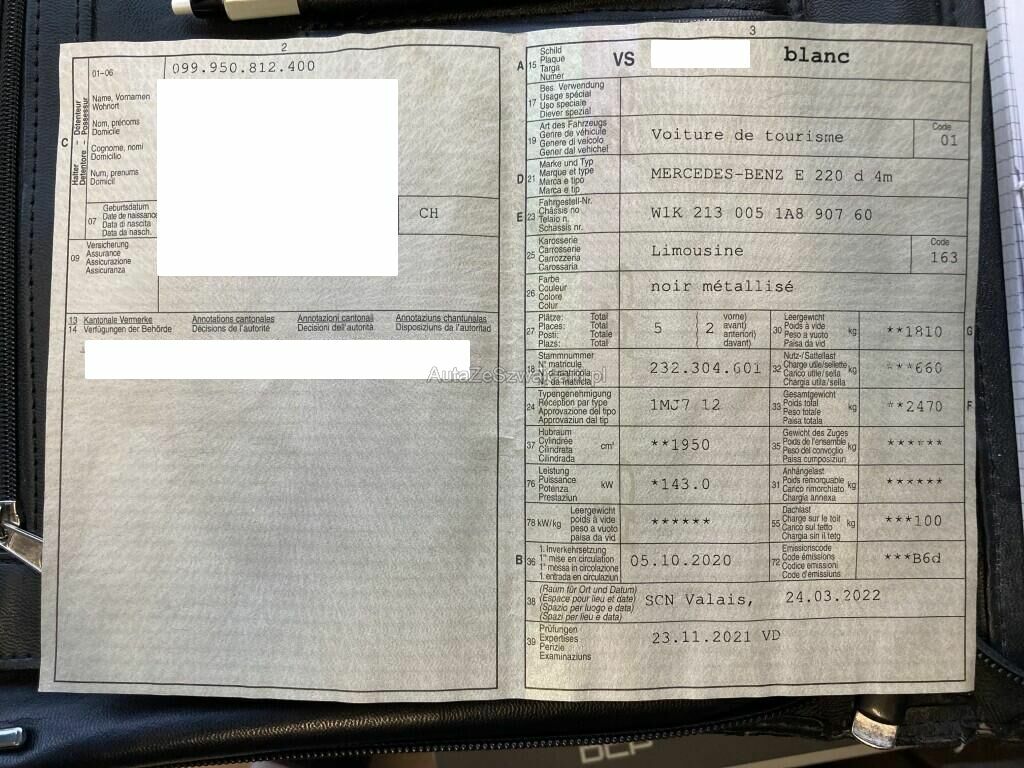 2
01-06
099.950.812.400
C
Halter - Detenteur
Detentore - Possessur
Name, Vornamen
Wohnort
Nom, prénoms
Domicile
Cognome, nomi
Domicilio
Num, prenums
Domicil
07
Geburtsdatum
Date de naissance
Data di nascita
Data da nasch.
CH
09
Versicherung
Assurance
Assicurazione
Assicuranza
13 Kantonale Vermerke Annotations cantonales Annotazioni cantonali Annotaziuns chantunalas
14 Verfügungen der Behörde Décisions de l'autorité Decisioni dell'autorità Disposiziuns da l'autoritad
AutaZeSzwajcarii.pl
3
A 15
Schild
Plaque
Targa
Numer
VS
blanc
17
Bes. Verwendung
Usage spécial
Uso speciale
Diever spezial
19
Art des Fahrzeugs
Genre de véhicule
Genere di veicolo
Gener dal vehichel
Voiture de tourisme
Code
01
D 21
Marke und Typ
Marque et type
Marca e tipo
Marca e tip
MERCEDES-BENZ E 220 d 4m
E 23
Fahrgestell-Nr.
Châssis no
Telaio n.
Schassis nr.
W1K 213 005 1A8 907 60
25
Karosserie
Carrosserie
Carrozzeria
Carossaria
Limousine
Code
163
26
Farbe
Couleur
Colore
Colur
noir métallisé
27
Plätze: Total
Places: Total
Posti: Totale
Plazs: Total
5
2
vorne)
avant)
anteriori)
davant)
30
Leergewicht
Poids à vide
Peso a vuoto
Paisa da vid
kg
**1810
G
18
Stammnummer
N° matricule
N. di matricola
Nr. da matricla
232.304.601
32
Nutz-/Sattellast
Charge utile/sellette
Carico utile/sella
Chargia utila/sella
kg
***660
24
Typengenehmigung
Réception par type
Approvazione del tipo
Approvaziun dal tip
1MJ7 12
33
Gesamtgewicht
Poids total
Peso totale
Paisa totala
kg
**2470
F
37
Hubraum
Cylindrée
Cilindrata
Cilindrada
cm³
**1950
35
Gewicht des Zuges
Poids de l'ensemble
Peso del convoglio
Paisa cumposiziun
kg
******
76
Leistung
Puissance
Potenza
Prestaziun
kW
*143.0
31
Anhängelast
Poids remorquable
Carico rimorchiato
Chargia annexa
kg
******
78 kW/kg
Leergewicht
poids à vide
peso a vuoto
paisa da vid
******
55
Dachlast
Charge sur le toit
Carico sul tetto
Chargia sin il tetg
kg
***100
B 36
1. Inverkehrsetzung
1re mise en circulation
1a messa in circolazione
1. entrada en circulaziun
05.10.2020
72
Emissionscode
Code émissions
Codice emissioni
Code d'emissiuns
***B6d
38
(Raum für Ort und Datum)
(Espace pour lieu et date)
(Spazio per luogo e data)
(Spazi per lieu e data)
SCN Valais, 24.03.2022
39
Prüfungen
Expertises
Perizie
Examinaziuns
23.11.2021 VD